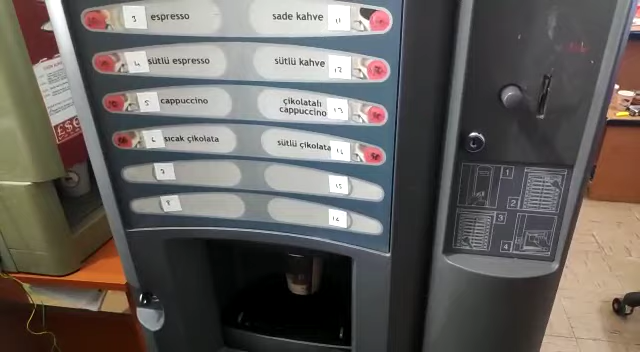 3 espresso
sade kahve 11
4 sütlü espresso
sütlü kahve 12
5 cappuccino
çikolatalı
cappuccino 13
6 sıcak çikolata
sütlü çikolata 14
7
15
8
16
1
2
3
4